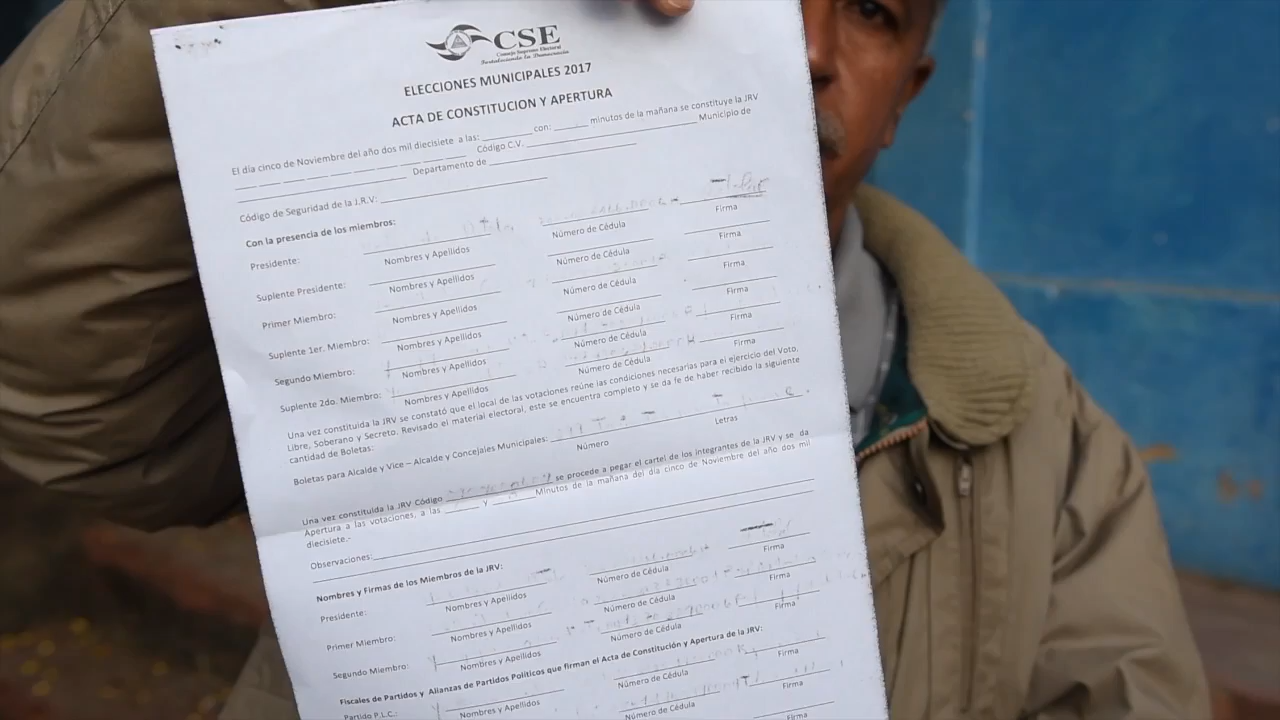 CSE
Consejo Supremo Electoral
Fortaleciendo la Democracia
ELECCIONES MUNICIPALES 2017
ACTA DE CONSTITUCION Y APERTURA
El día cinco de Noviembre del año dos mil diecisiete a las: con: minutos de la mañana se constituye la JRV
Código C.V. Municipio de
Departamento de
Código de Seguridad de la J.R.V:
Con la presencia de los miembros:
Presidente: Nombres y Apellidos Número de Cédula Firma
Suplente Presidente: Nombres y Apellidos Número de Cédula Firma
Primer Miembro: Nombres y Apellidos Número de Cédula Firma
Suplente 1er. Miembro: Nombres y Apellidos Número de Cédula Firma
Segundo Miembro: Nombres y Apellidos Número de Cédula Firma
Suplente 2do. Miembro: Nombres y Apellidos Número de Cédula Firma
Una vez constituida la JRV se constató que el local de las votaciones reúne las condiciones necesarias para el ejercicio del Voto,
Libre, Soberano y Secreto. Revisado el material electoral, este se encuentra completo y se da fe de haber recibido la siguiente
cantidad de Boletas:
Boletas para Alcalde y Vice – Alcalde y Concejales Municipales:
Número Letras
Una vez constituida la JRV Código se procede a pegar el cartel de los integrantes de la JRV y se da
Apertura a las votaciones, a las y Minutos de la mañana del día cinco de Noviembre del año dos mil
diecisiete.-
Observaciones:
Nombres y Firmas de los Miembros de la JRV:
Presidente: Nombres y Apellidos Número de Cédula Firma
Primer Miembro: Nombres y Apellidos Número de Cédula Firma
Segundo Miembro: Nombres y Apellidos Número de Cédula Firma
Fiscales de Partidos y Alianzas de Partidos Políticos que firman el Acta de Constitución y Apertura de la JRV:
Partido P.L.C.: Nombres y Apellidos Número de Cédula Firma
Número de Cédula Firma